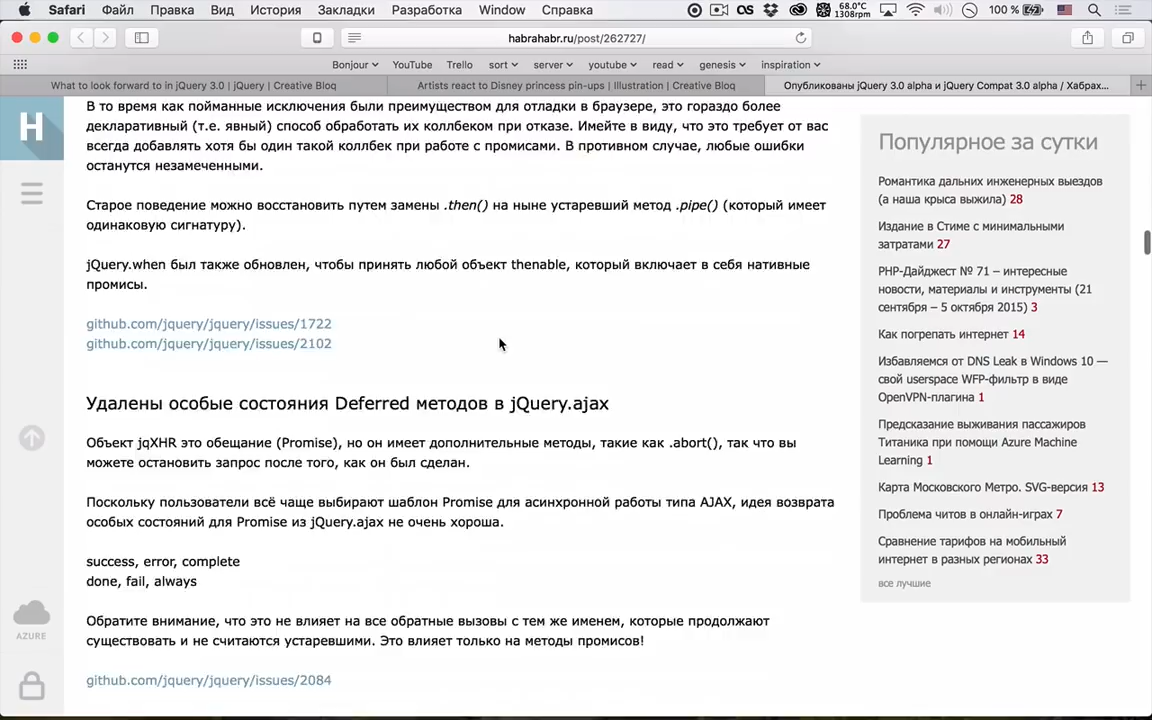 Safari Файл Правка Вид История Закладки Разработка Window Справка 68.0°C 1308rpm 100 %
habrahabr.ru/post/262727/
Bonjour YouTube Trello sort server youtube read genesis inspiration
What to look forward to in jQuery 3.0 | jQuery | Creative Bloq
Artists react to Disney princess pin-ups | Illustration | Creative Bloq
Опубликованы jQuery 3.0 alpha и jQuery Compat 3.0 alpha / Хабрах...
H
В то время как пойманные исключения были преимуществом для отладки в браузере, это гораздо более
декларативный (т.е. явный) способ обработать их коллбеком при отказе. Имейте в виду, что это требует от вас
всегда добавлять хотя бы один такой коллбек при работе с промисами. В противном случае, любые ошибки
останутся незамеченными.
Старое поведение можно восстановить путем замены .then() на ныне устаревший метод .pipe() (который имеет
одинаковую сигнатуру).
jQuery.when был также обновлен, чтобы принять любой объект thenable, который включает в себя нативные
промисы.
github.com/jquery/jquery/issues/1722
github.com/jquery/jquery/issues/2102
Удалены особые состояния Deferred методов в jQuery.ajax
Объект jqXHR это обещание (Promise), но он имеет дополнительные методы, такие как .abort(), так что вы
можете остановить запрос после того, как он был сделан.
Поскольку пользователи всё чаще выбирают шаблон Promise для асинхронной работы типа AJAX, идея возврата
особых состояний для Promise из jQuery.ajax не очень хороша.
success, error, complete
done, fail, always
Обратите внимание, что это не влияет на все обратные вызовы с тем же именем, которые продолжают
существовать и не считаются устаревшими. Это влияет только на методы промисов!
github.com/jquery/jquery/issues/2084
AZURE
Популярное за сутки
Романтика дальних инженерных выездов
(а наша крыса выжила) 28
Издание в Стиме с минимальными
затратами 27
PHP-Дайджест № 71 – интересные
новости, материалы и инструменты (21
сентября – 5 октября 2015) 3
Как погрепать интернет 14
Избавляемся от DNS Leak в Windows 10 —
свой userspace WFP-фильтр в виде
OpenVPN-плагина 1
Предсказание выживания пассажиров
Титаника при помощи Azure Machine
Learning 1
Карта Московского Метро. SVG-версия 13
Проблема читов в онлайн-играх 7
Сравнение тарифов на мобильный
интернет в разных регионах 33
все лучшие